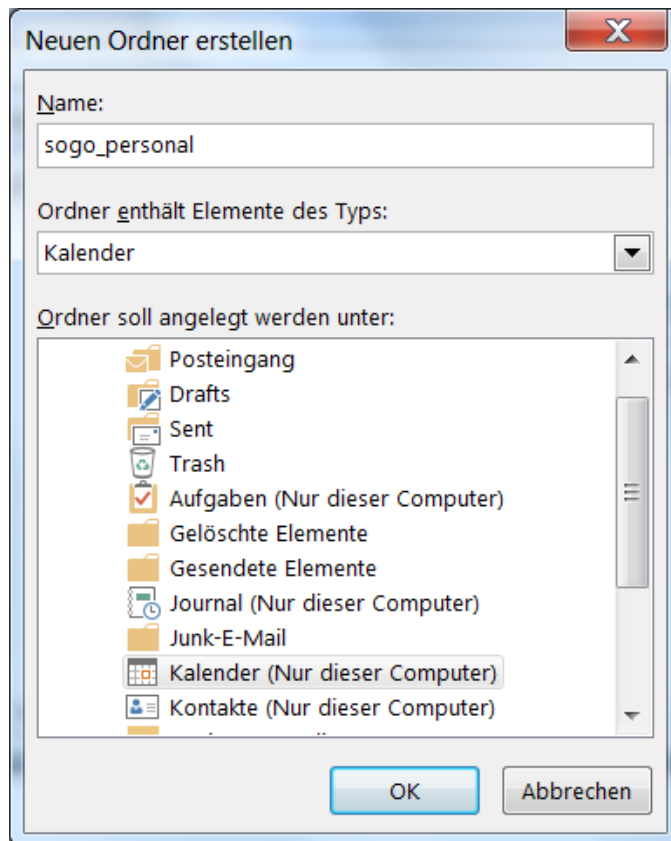 Neuen Ordner erstellen
Name:
sogo_personal
Ordner enthält Elemente des Typs:
Kalender
Ordner soll angelegt werden unter:
Posteingang
Drafts
Sent
Trash
Aufgaben (Nur dieser Computer)
Gelöschte Elemente
Gesendete Elemente
Journal (Nur dieser Computer)
Junk-E-Mail
Kalender (Nur dieser Computer)
Kontakte (Nur dieser Computer)
OK
Abbrechen